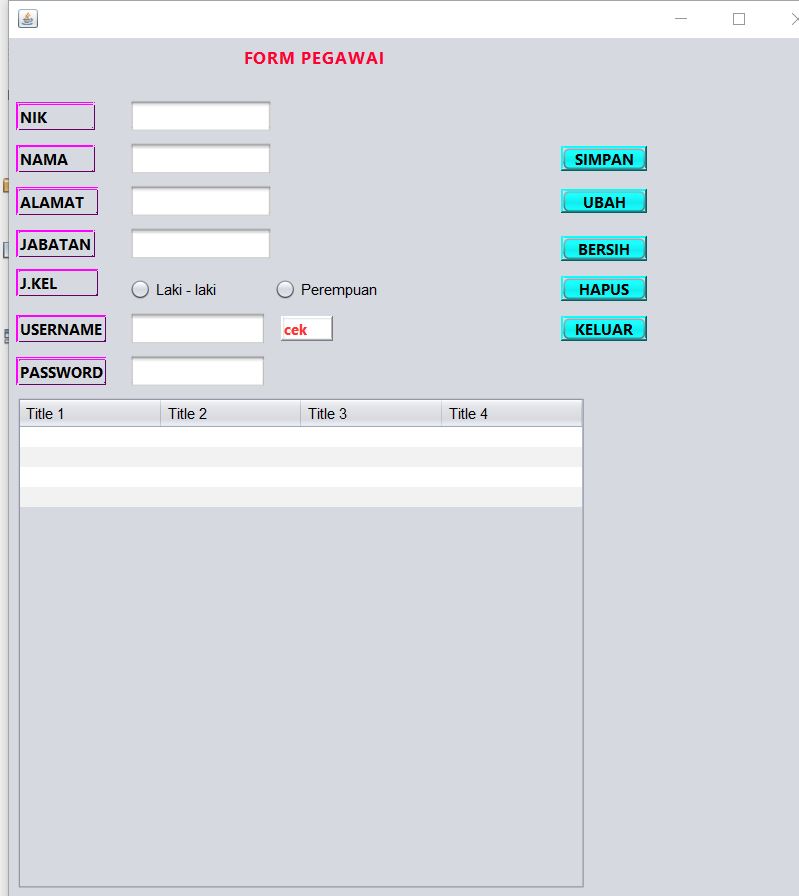 FORM PEGAWAI
NIK
NAMA
SIMPAN
ALAMAT
UBAH
JABATAN
BERSIH
J.KEL
Laki - laki
Perempuan
HAPUS
USERNAME
cek
KELUAR
PASSWORD
Title 1
Title 2
Title 3
Title 4